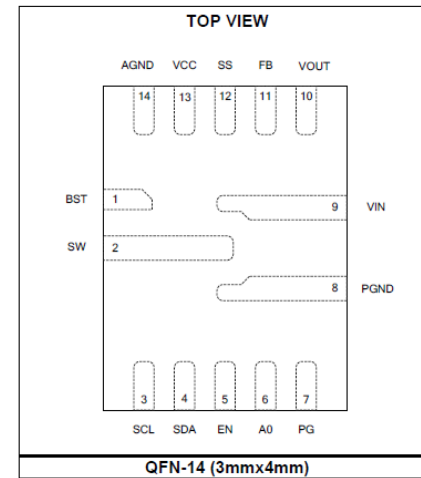 TOP VIEW
AGND VCC SS FB VOUT
14 13 12 11 10
BST 1 9 VIN
SW 2
8 PGND
3 4 5 6 7
SCL SDA EN A0 PG
QFN-14 (3mmx4mm)